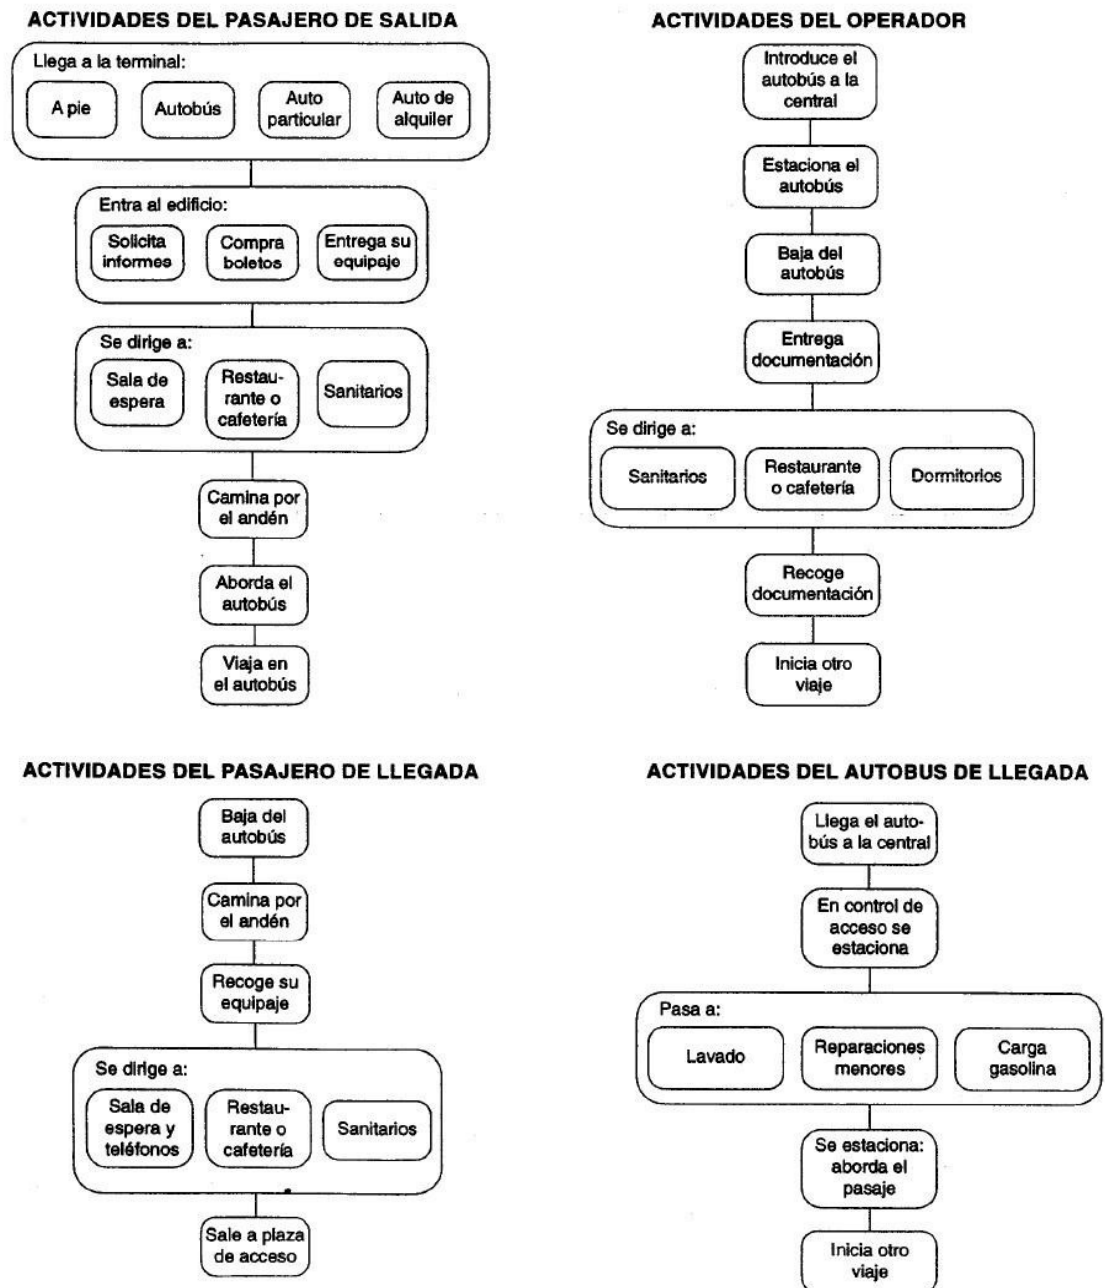 ACTIVIDADES DEL PASAJERO DE SALIDA
Llega a la terminal:
A pie
Autobús
Auto
particular
Auto de
alquiler
Entra al edificio:
Solicita
informes
Compra
boletos
Entrega su
equipaje
Se dirige a:
Sala de
espera
Restau-
rante o
cafetería
Sanitarios
Camina por
el andén
Aborda el
autobús
Viaja en
el autobús
ACTIVIDADES DEL OPERADOR
Introduce el
autobús a la
central
Estaciona el
autobús
Baja del
autobús
Entrega
documentación
Se dirige a:
Sanitarios
Restaurante
o cafetería
Dormitorios
Recoge
documentación
Inicia otro
viaje
ACTIVIDADES DEL PASAJERO DE LLEGADA
Baja del
autobús
Camina por
el andén
Recoge su
equipaje
Se dirige a:
Sala de
espera y
teléfonos
Restau-
rante o
cafetería
Sanitarios
Sale a plaza
de acceso
ACTIVIDADES DEL AUTOBUS DE LLEGADA
Llega el auto-
bús a la central
En control de
acceso se
estaciona
Pasa a:
Lavado
Reparaciones
menores
Carga
gasolina
Se estaciona:
aborda el
pasaje
Inicia otro
viaje